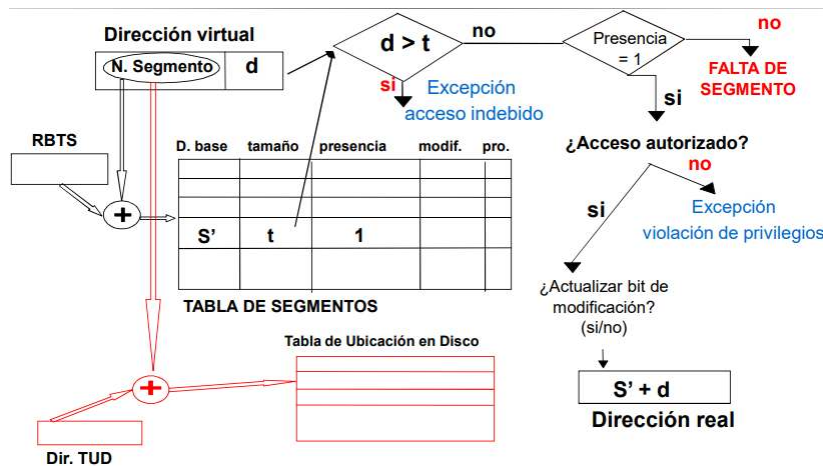 Dirección virtual
N. Segmento
d
d > t
no
si
Excepción
acceso indebido
Presencia
= 1
no
FALTA DE
SEGMENTO
si
¿Acceso autorizado?
no
Excepción
violación de privilegios
si
¿Actualizar bit de
modificación?
(si/no)
S' + d
Dirección real
RBTS
+
D. base tamaño presencia modif. pro.
S' t 1
TABLA DE SEGMENTOS
Tabla de Ubicación en Disco
+
Dir. TUD